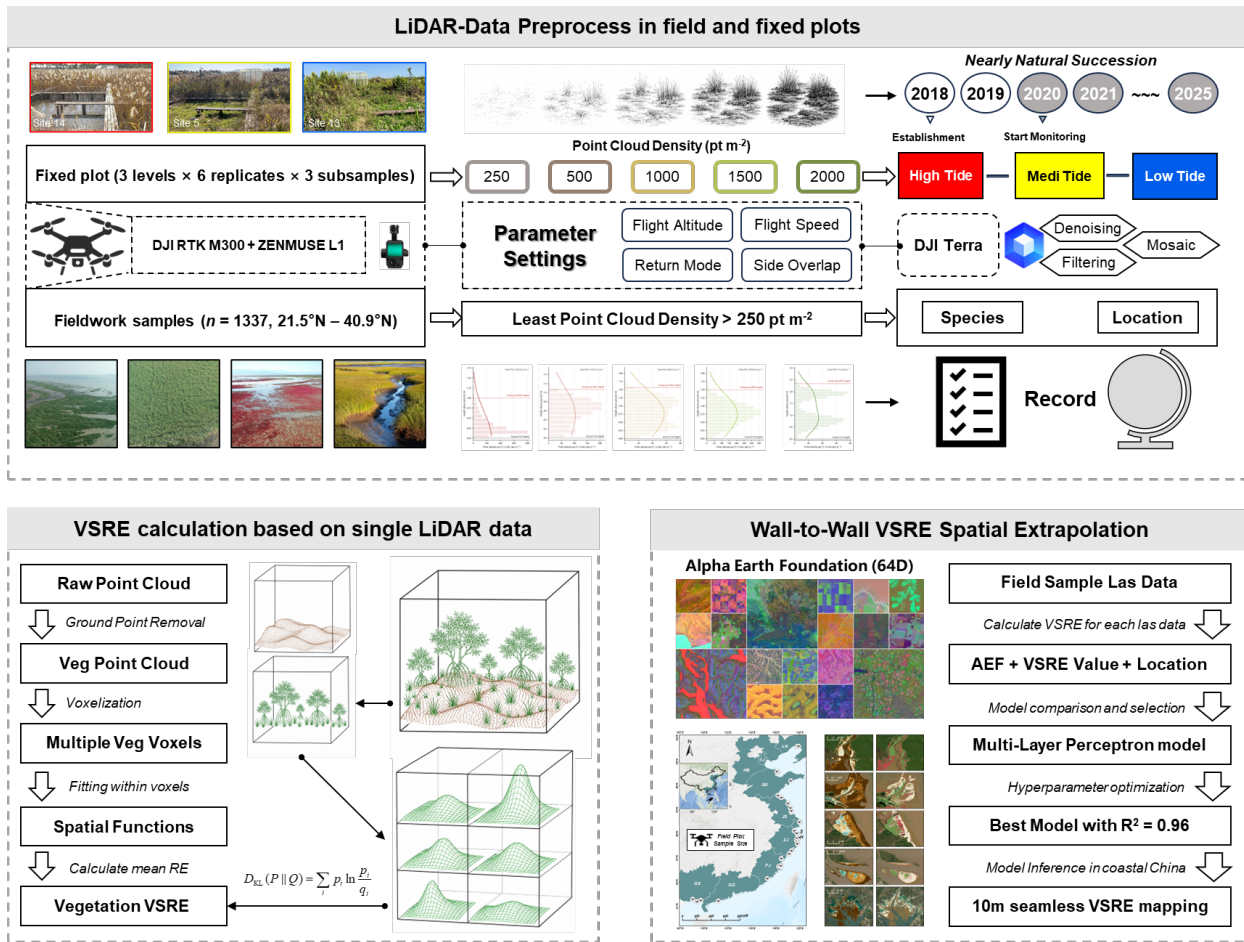 LiDAR-Data Preprocess in field and fixed plots
Nearly Natural Succession
Site 14
Site 5
Site 13
2018
2019
2020
2021
~~~
2025
Establishment
Start Monitoring
Point Cloud Density (pt m⁻²)
Fixed plot (3 levels × 6 replicates × 3 subsamples)
250
500
1000
1500
2000
High Tide
Medi Tide
Low Tide
DJI RTK M300 + ZENMUSE L1
Parameter
Settings
Flight Altitude
Flight Speed
Return Mode
Side Overlap
DJI Terra
Denoising
Mosaic
Filtering
Fieldwork samples (n = 1337, 21.5°N – 40.9°N)
Least Point Cloud Density > 250 pt m⁻²
Species
Location
Record
VSRE calculation based on single LiDAR data
Raw Point Cloud
Ground Point Removal
Veg Point Cloud
Voxelization
Multiple Veg Voxels
Fitting within voxels
Spatial Functions
Calculate mean RE
Vegetation VSRE
D_KL (P || Q) = ∑_i p_i ln p_i/q_i
Wall-to-Wall VSRE Spatial Extrapolation
Alpha Earth Foundation (64D)
Field Plot
Sample Size
Field Sample Las Data
Calculate VSRE for each las data
AEF + VSRE Value + Location
Model comparison and selection
Multi-Layer Perceptron model
Hyperparameter optimization
Best Model with R² = 0.96
Model Inference in coastal China
10m seamless VSRE mapping